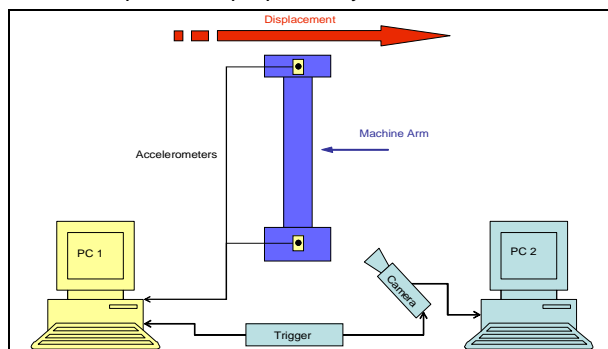 Displacement
Machine Arm
Accelerometers
PC 1
PC 2
Camera
Trigger